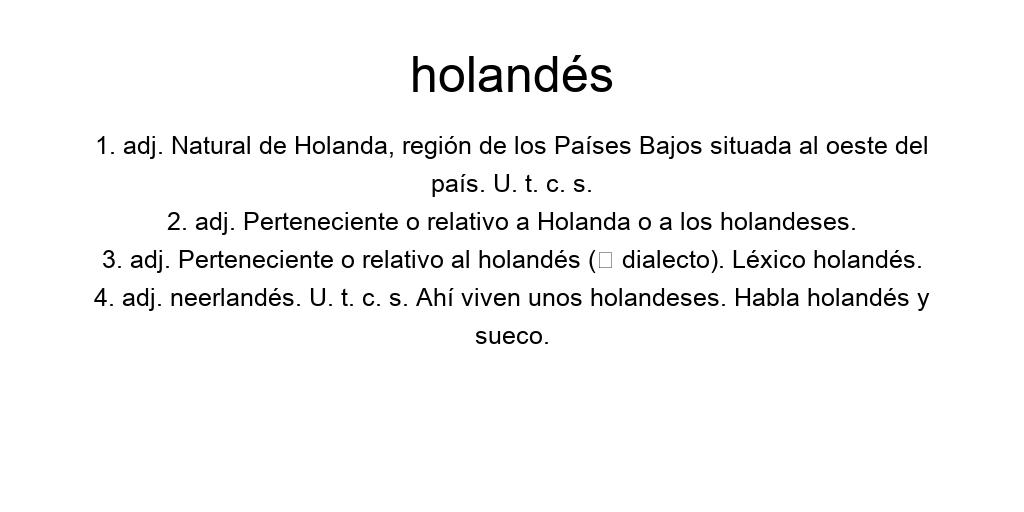 holandés
1. adj. Natural de Holanda, región de los Países Bajos situada al oeste del
país. U. t. c. s.
2. adj. Perteneciente o relativo a Holanda o a los holandeses.
3. adj. Perteneciente o relativo al holandés (□ dialecto). Léxico holandés.
4. adj. neerlandés. U. t. c. s. Ahí viven unos holandeses. Habla holandés y
sueco.